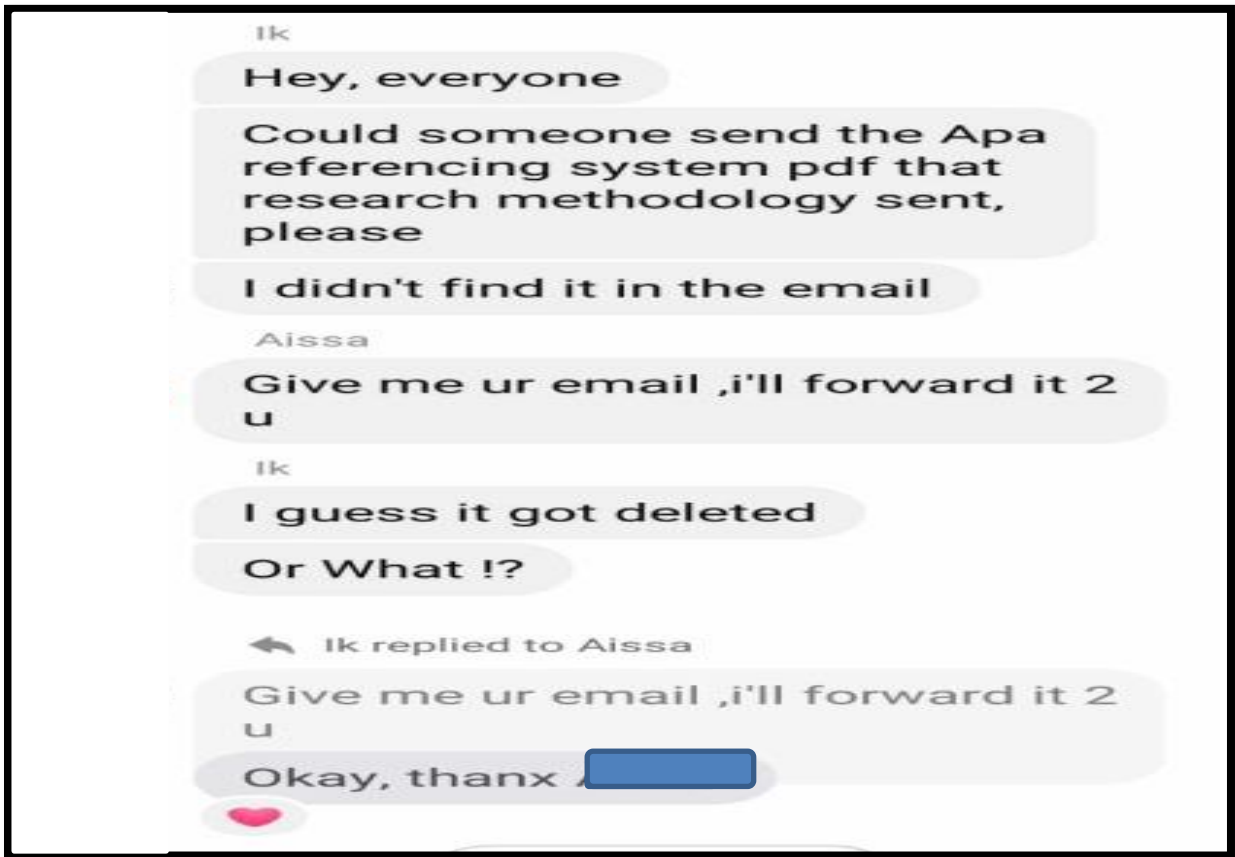 Ik
Hey, everyone
Could someone send the Apa
referencing system pdf that
research methodology sent,
please
I didn't find it in the email
Aissa
Give me ur email ,i'll forward it 2
u
Ik
I guess it got deleted
Or What !?
Ik replied to Aissa
Give me ur email ,i'll forward it 2
u
Okay, thanx